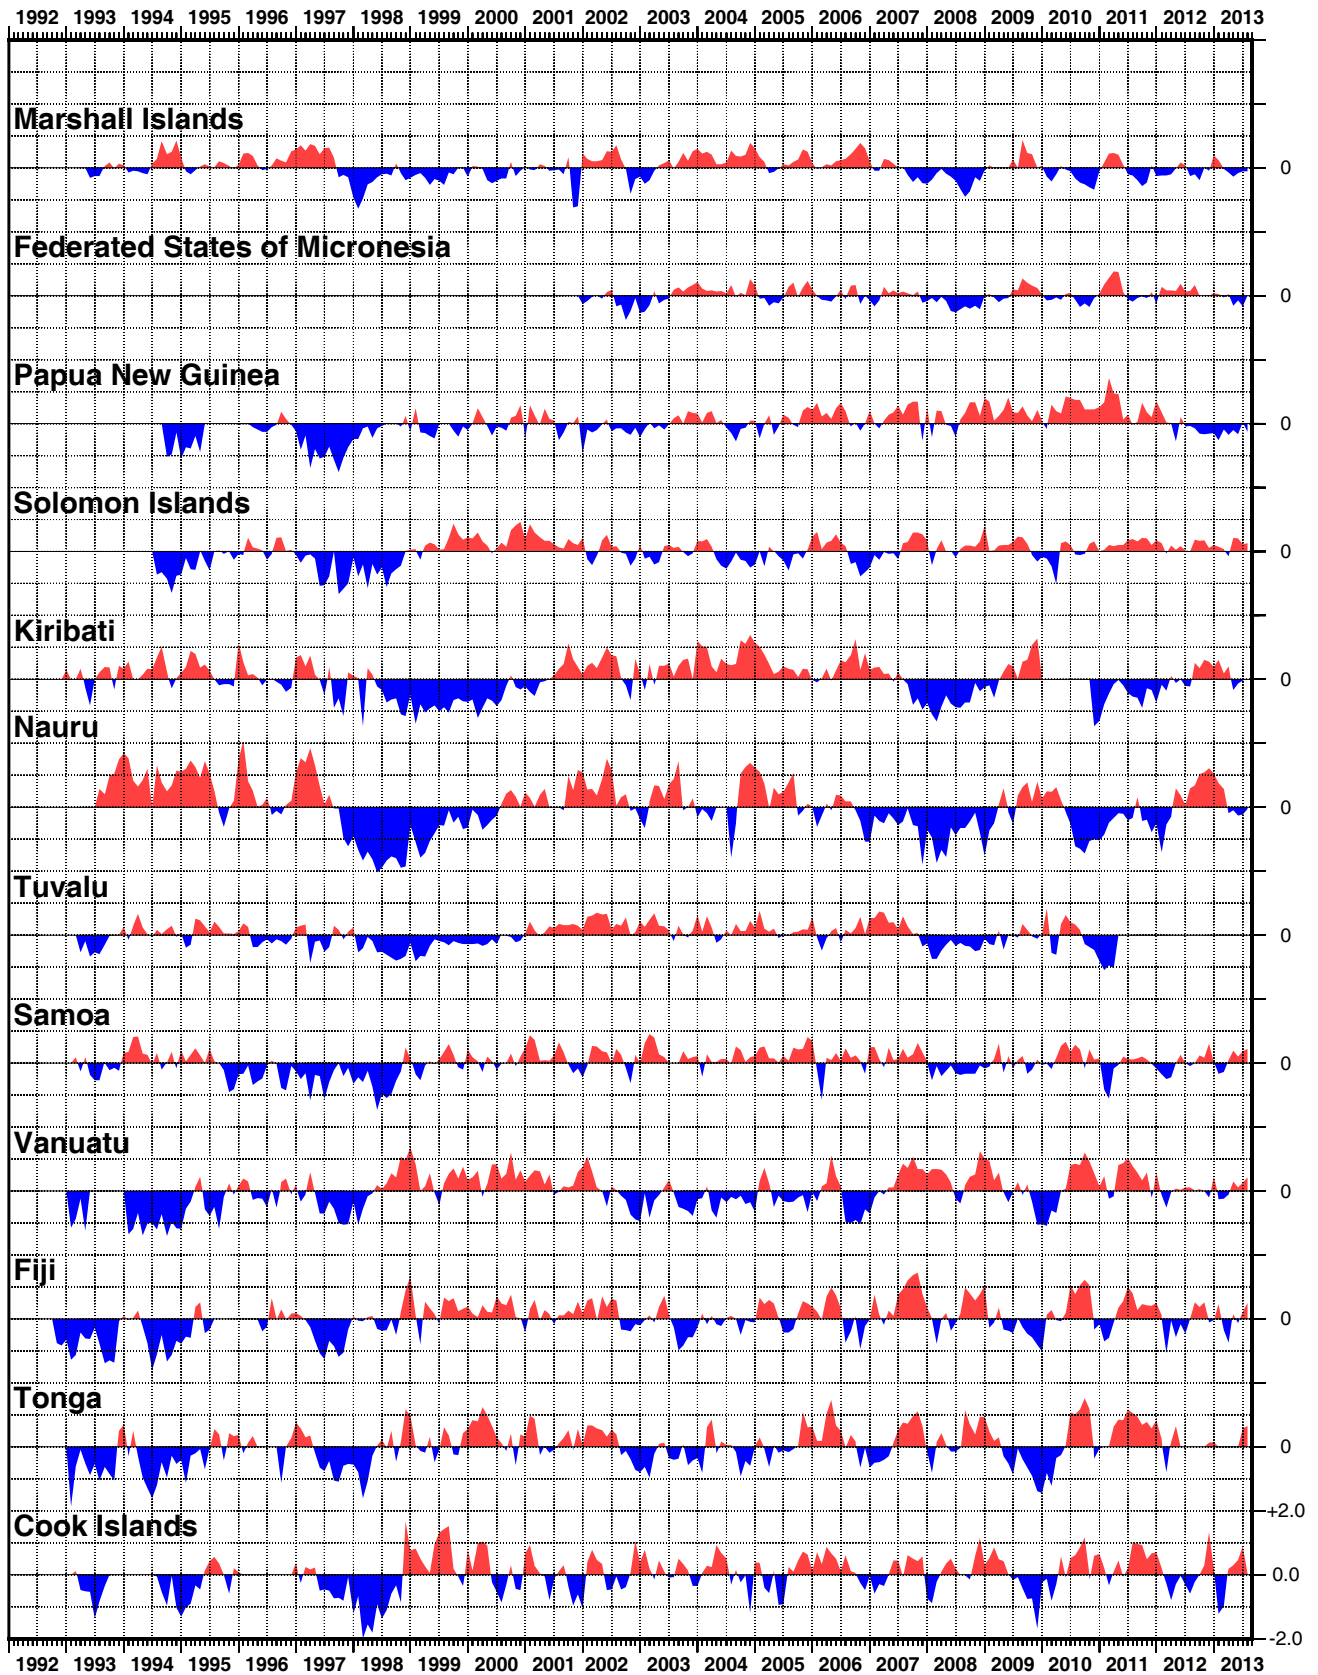 1992 1993 1994 1995 1996 1997 1998 1999 2000 2001 2002 2003 2004 2005 2006 2007 2008 2009 2010 2011 2012 2013
Marshall Islands
0
Federated States of Micronesia
0
Papua New Guinea
0
Solomon Islands
0
Kiribati
0
Nauru
0
Tuvalu
0
Samoa
0
Vanuatu
0
Fiji
0
Tonga
0
+2.0
Cook Islands
0.0
-2.0
1992 1993 1994 1995 1996 1997 1998 1999 2000 2001 2002 2003 2004 2005 2006 2007 2008 2009 2010 2011 2012 2013